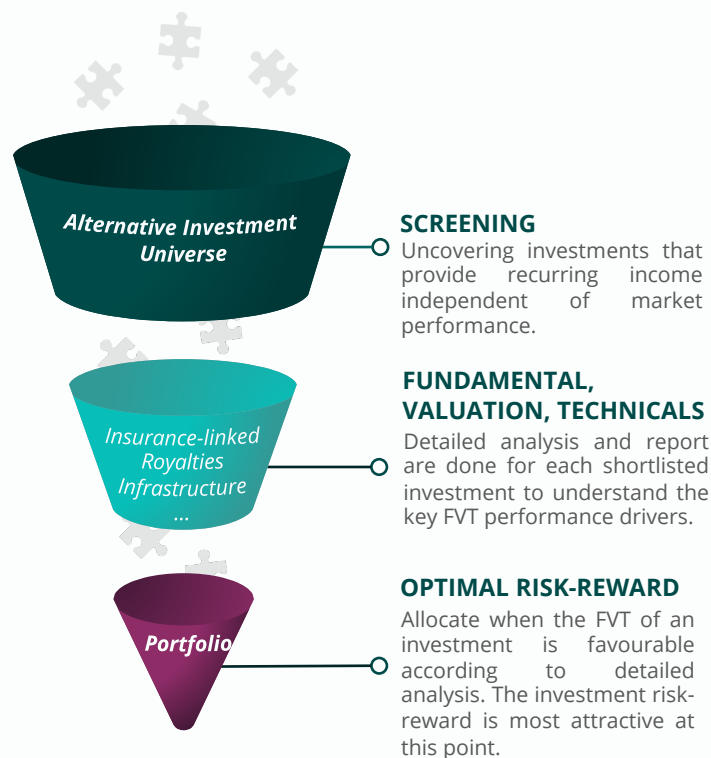 Alternative Investment
Universe
SCREENING
Uncovering investments that
provide recurring income
independent of market
performance.
Insurance-linked
Royalties
Infrastructure
...
FUNDAMENTAL,
VALUATION, TECHNICALS
Detailed analysis and report
are done for each shortlisted
investment to understand the
key FVT performance drivers.
Portfolio
OPTIMAL RISK-REWARD
Allocate when the FVT of an
investment is favourable
according to detailed
analysis. The investment risk-
reward is most attractive at
this point.